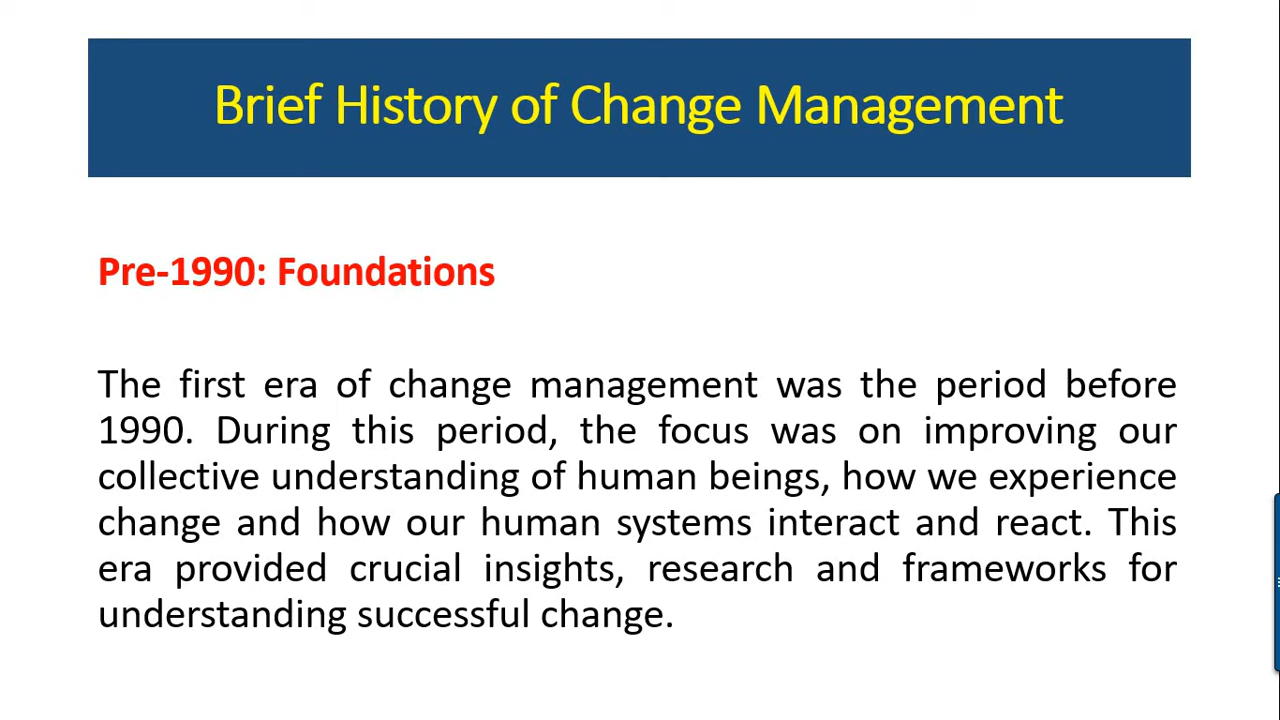 Brief History of Change Management
Pre-1990: Foundations
The first era of change management was the period before
1990. During this period, the focus was on improving our
collective understanding of human beings, how we experience
change and how our human systems interact and react. This
era provided crucial insights, research and frameworks for
understanding successful change.